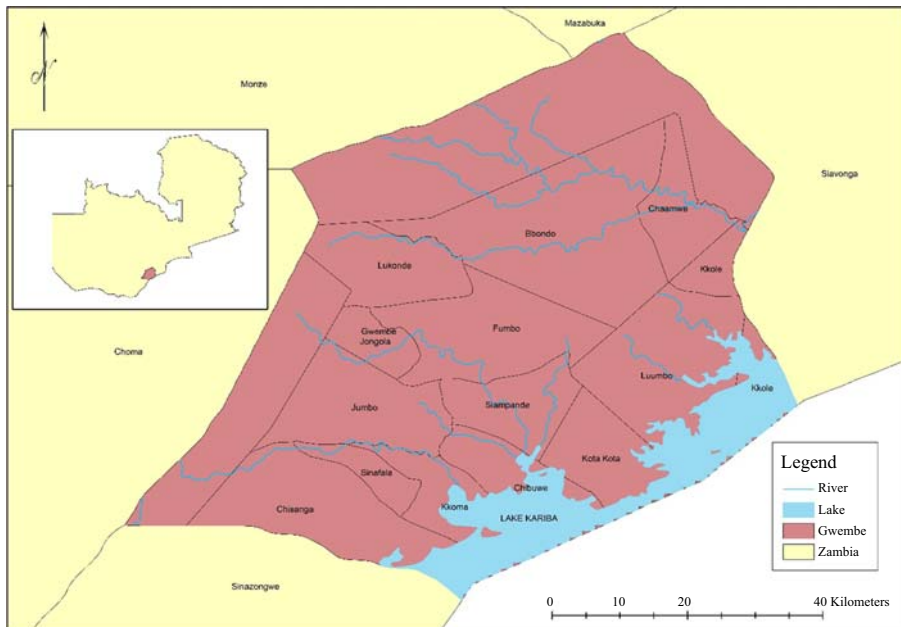 Mazabuka
Monze
Siavonga
Chaamwe
Bbondo
Lukonde
Kkole
Fumbo
Gwembe
Jongola
Choma
Luumbo
Kkole
Jumbo
Siampande
Kota Kota
Sinafala
Chibuwe
Kkoma
Chisanga
LAKE KARIBA
Sinazongwe
Legend
River
Lake
Gwembe
Zambia
0 10 20 40 Kilometers